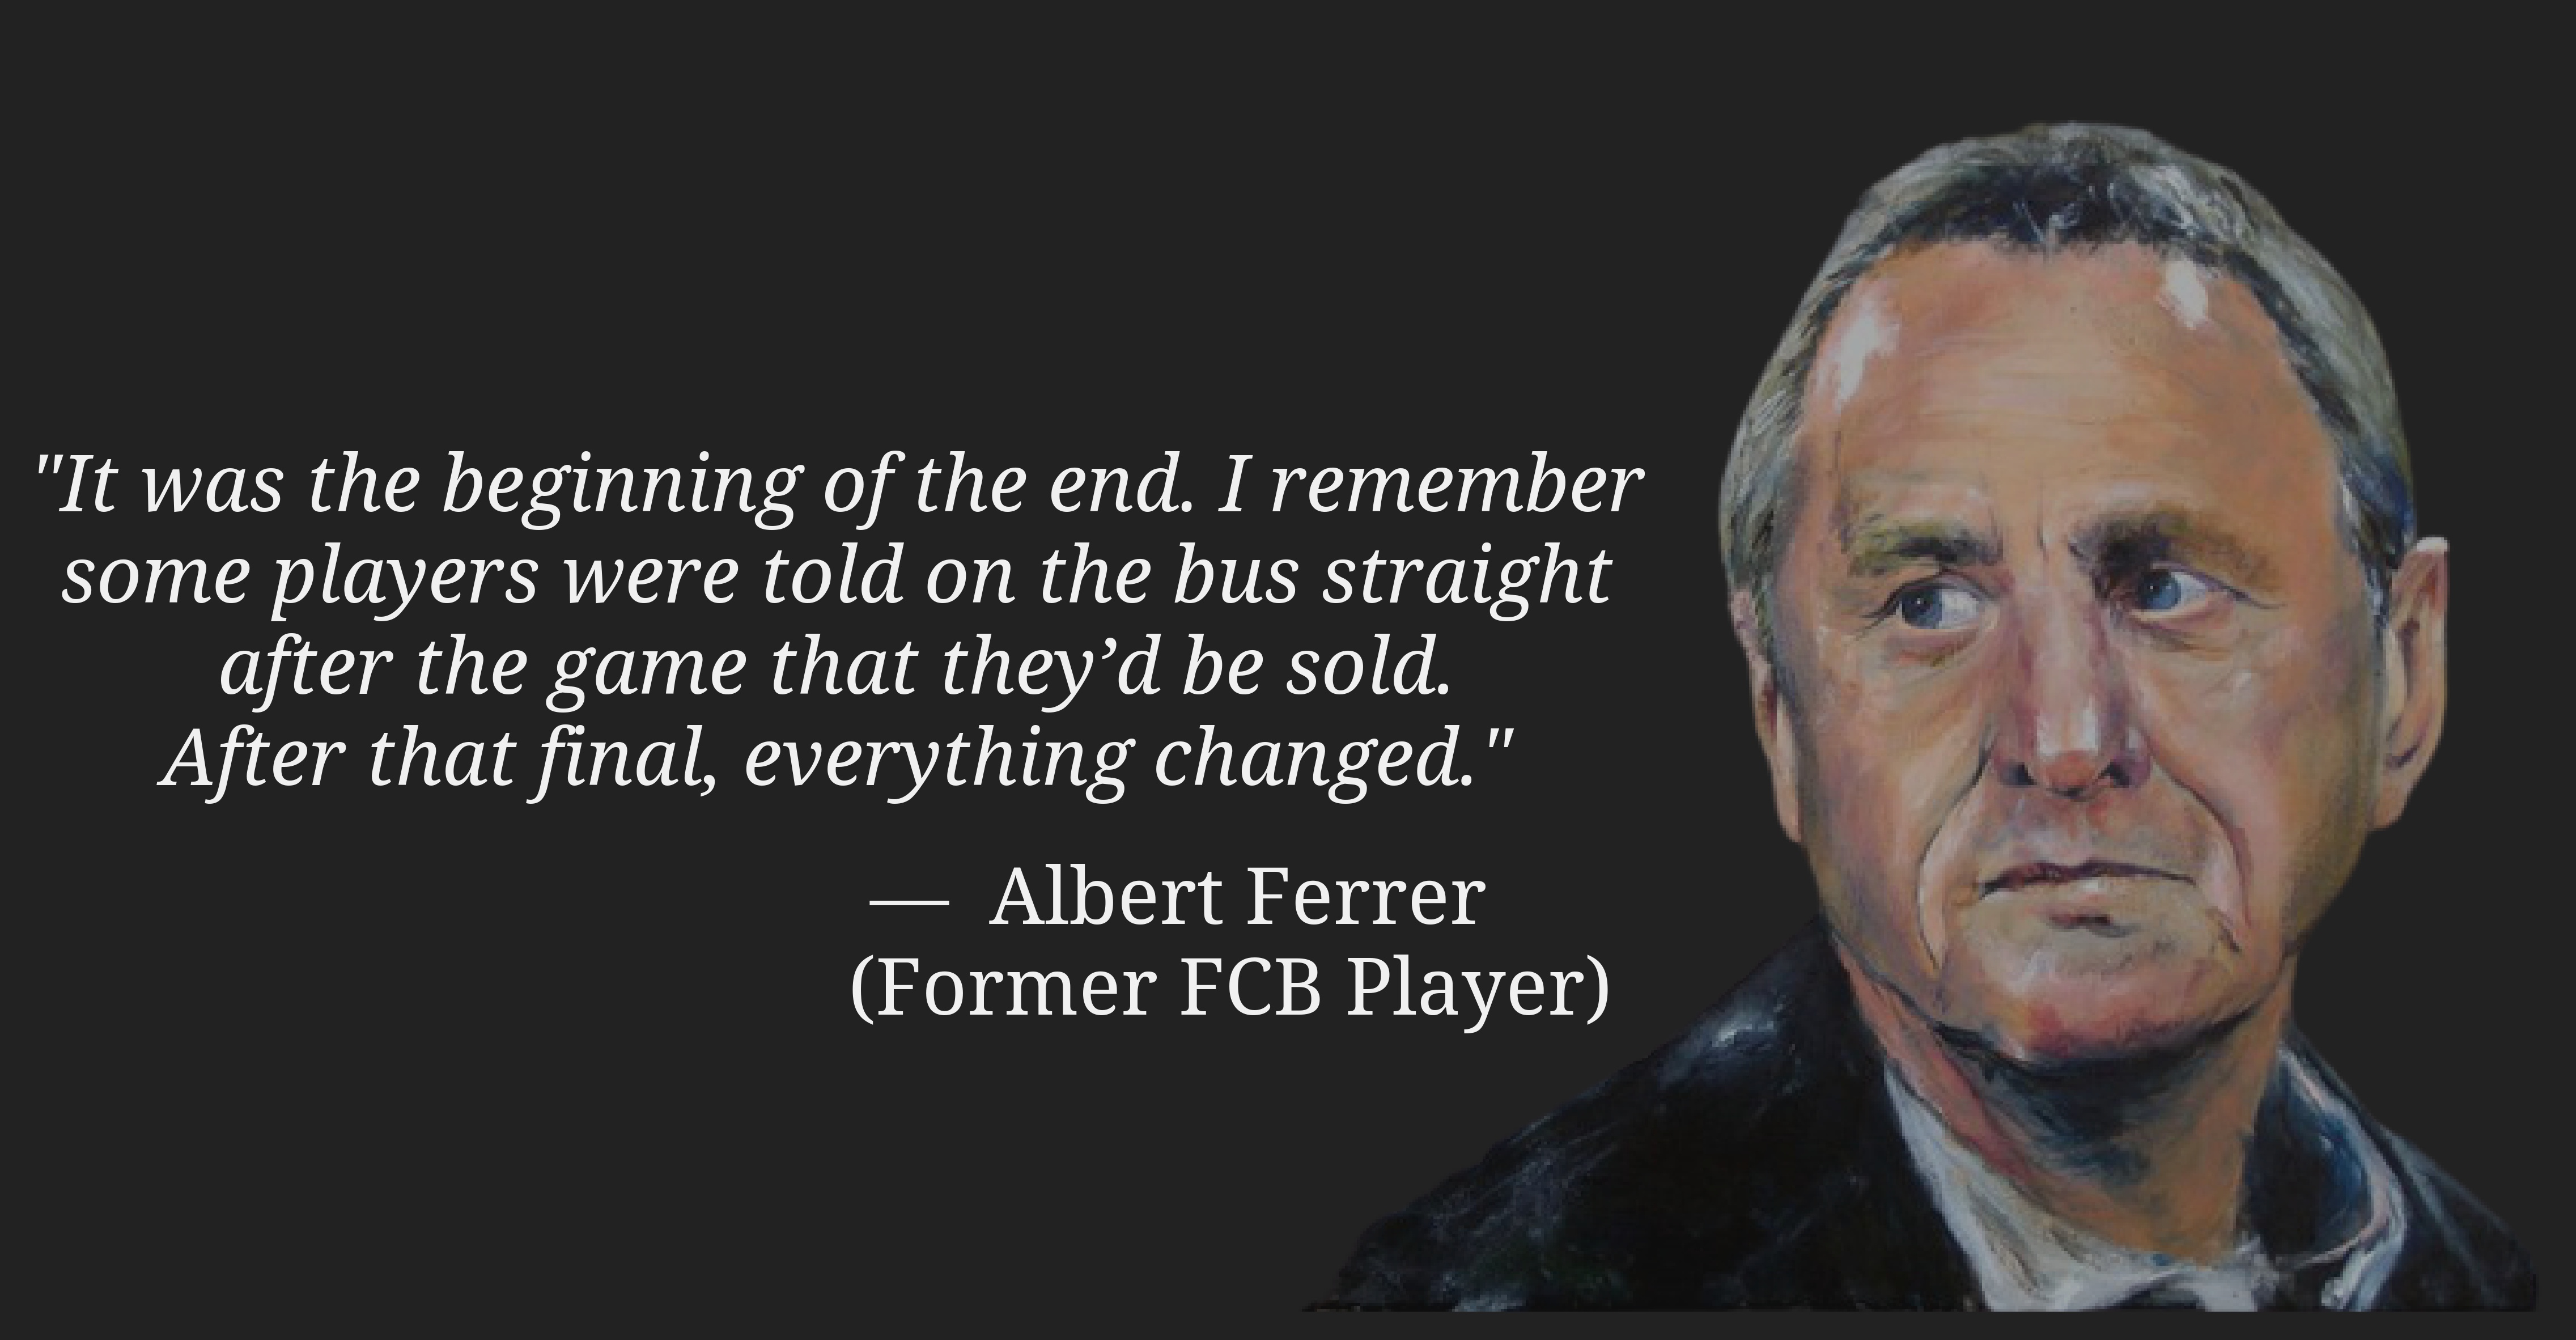 "It was the beginning of the end. I remember
some players were told on the bus straight
after the game that they’d be sold.
After that final, everything changed."
— Albert Ferrer
(Former FCB Player)